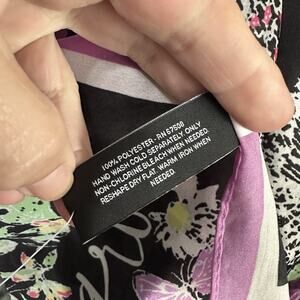 100% POLYESTER - RN 57508
HAND WASH COLD SEPARATELY ONLY
NON-CHLORINE BLEACH WHEN NEEDED.
RESHAPE DRY FLAT. WARM IRON WHEN
NEEDED.